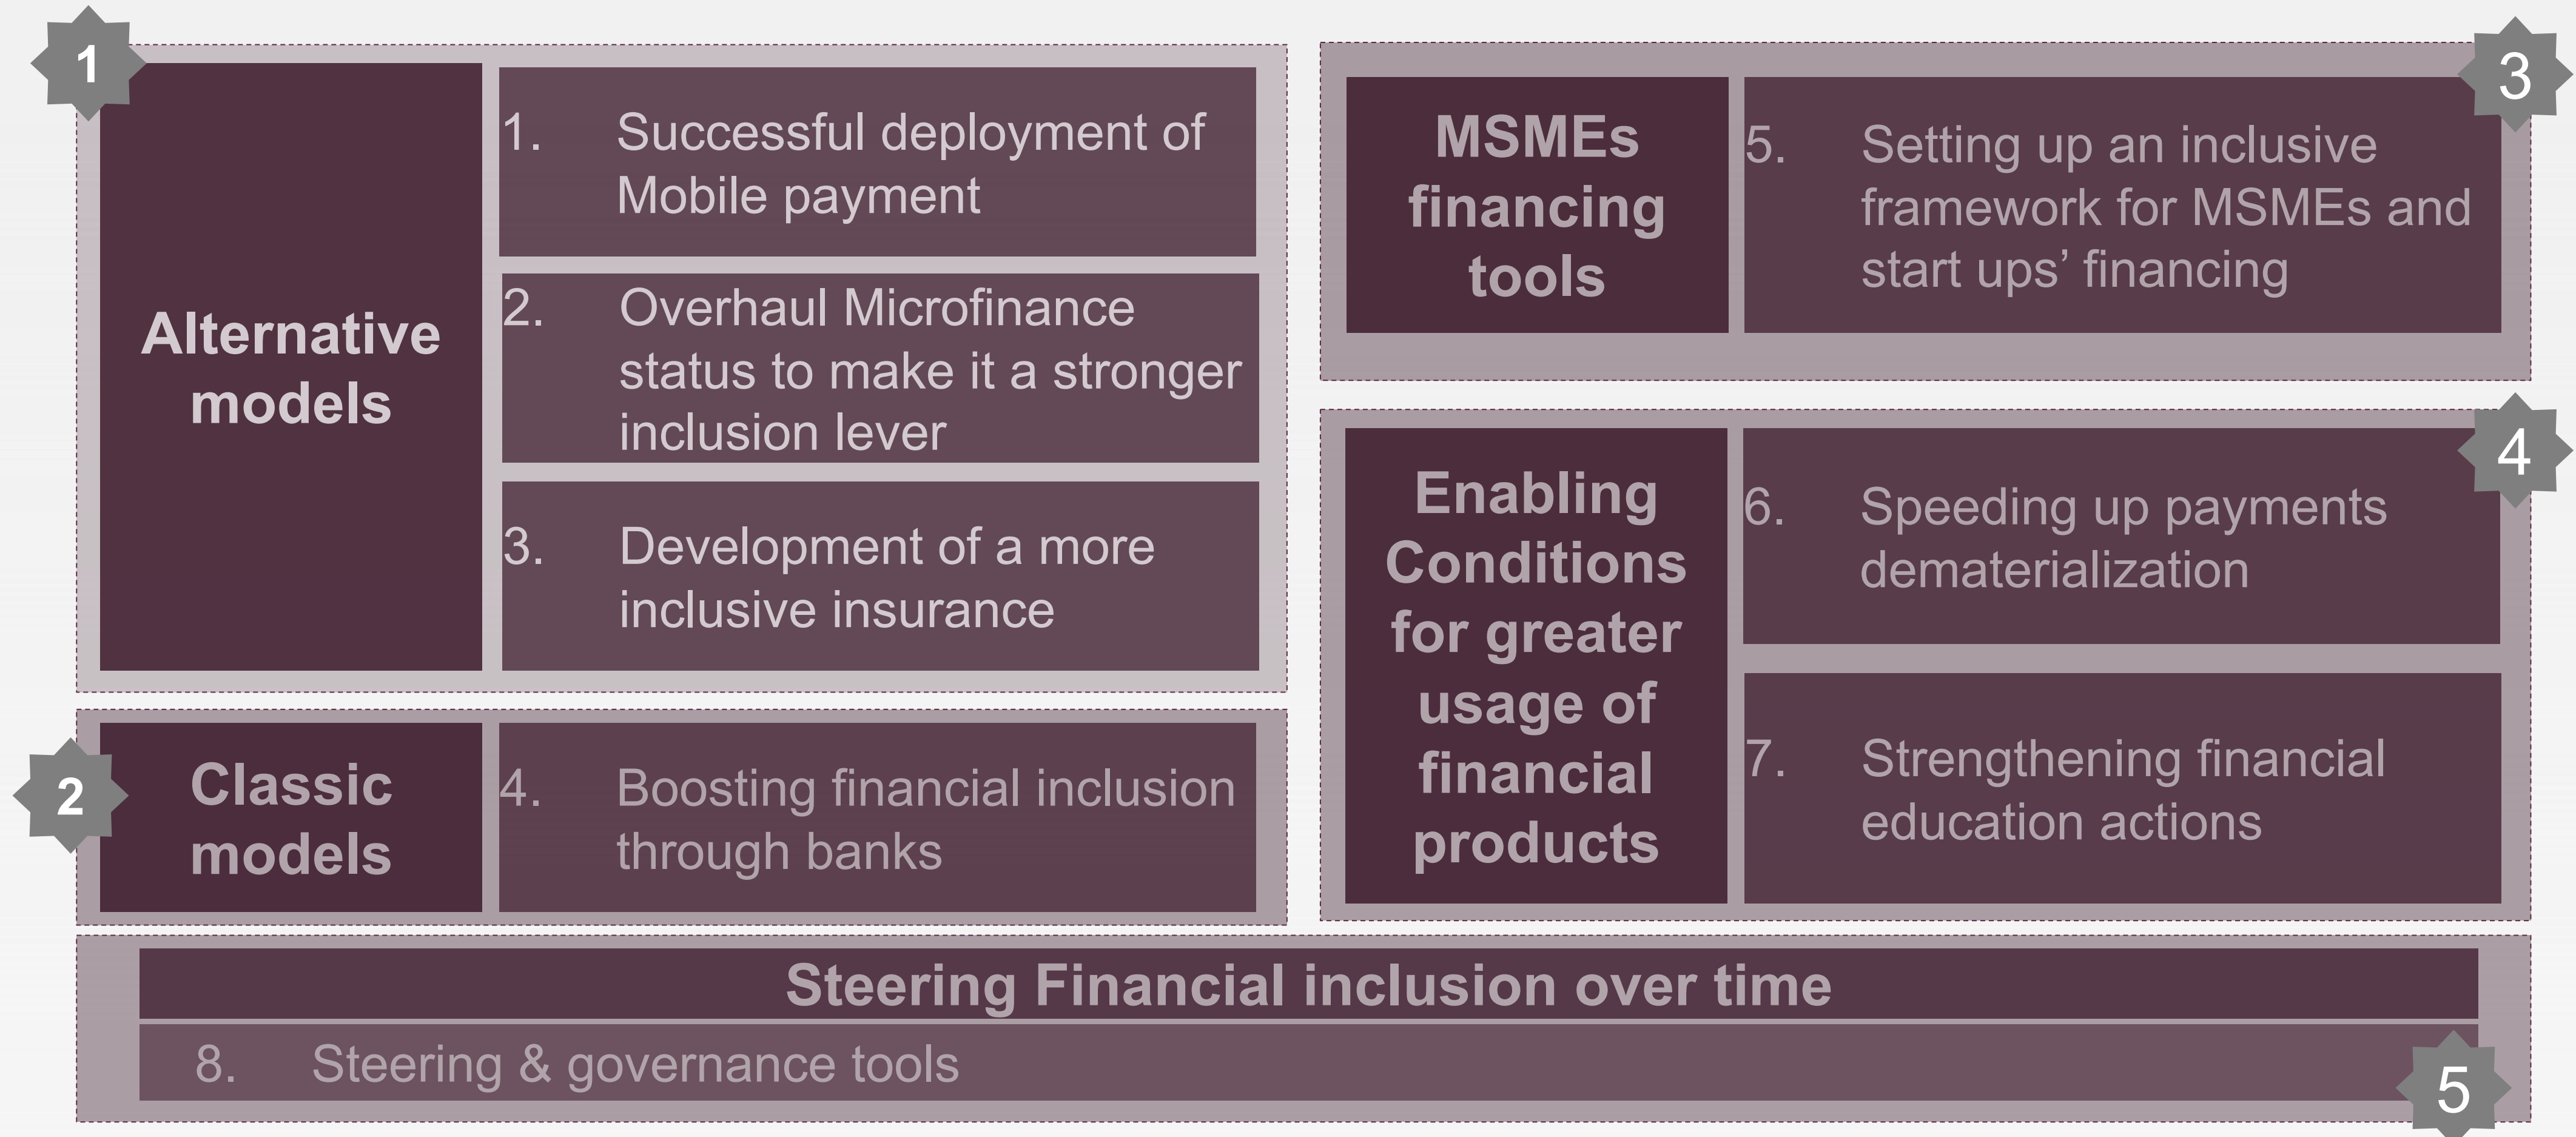 1
Alternative
models
1. Successful deployment of
Mobile payment
2. Overhaul Microfinance
status to make it a stronger
inclusion lever
3. Development of a more
inclusive insurance
2
Classic
models
4. Boosting financial inclusion
through banks
3
MSMEs
financing
tools
5. Setting up an inclusive
framework for MSMEs and
start ups’ financing
4
Enabling
Conditions
for greater
usage of
financial
products
6. Speeding up payments
dematerialization
7. Strengthening financial
education actions
Steering Financial inclusion over time
8. Steering & governance tools
5